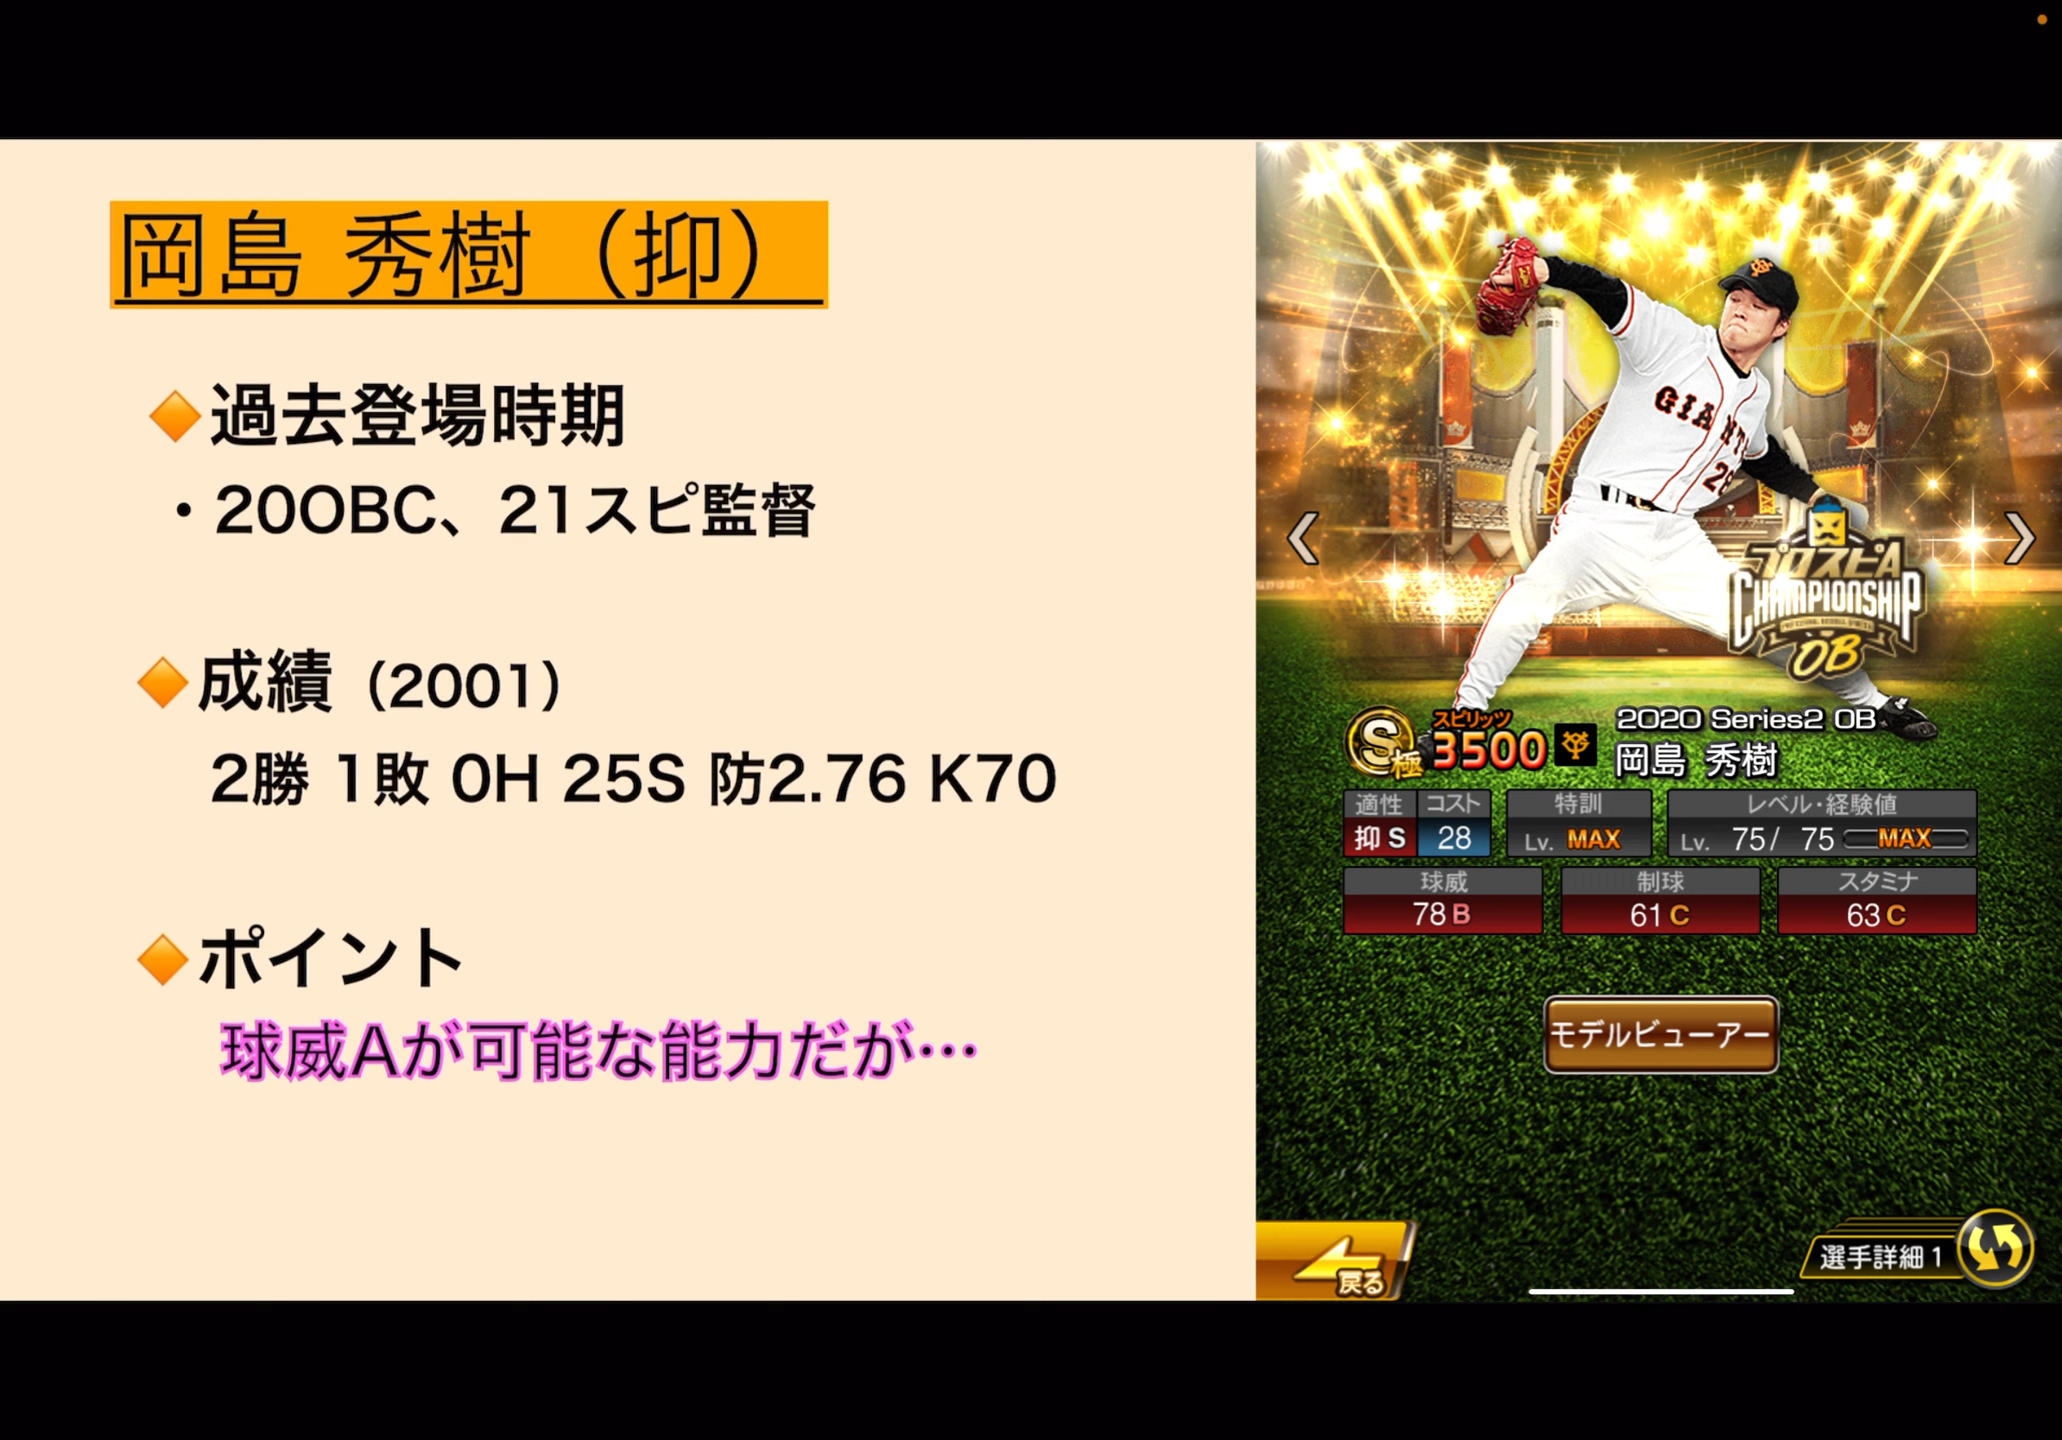 岡島 秀樹（抑）
🔶過去登場時期
・20OBC、21スピ監督
🔶成績（2001）
2勝 1敗 0H 25S 防2.76 K70
🔶ポイント
球威Aが可能な能力だが…
GIANTS
28
プロスピA
CHAMPIONSHIP
OB
S極 スピリッツ 3500
2020 Series2 OB
岡島 秀樹
適性 コスト 特訓 レベル・経験値
抑 S 28 Lv. MAX Lv. 75/ 75 MAX
球威 制球 スタミナ
78 B 61 C 63 C
モデルビューアー
戻る
選手詳細1